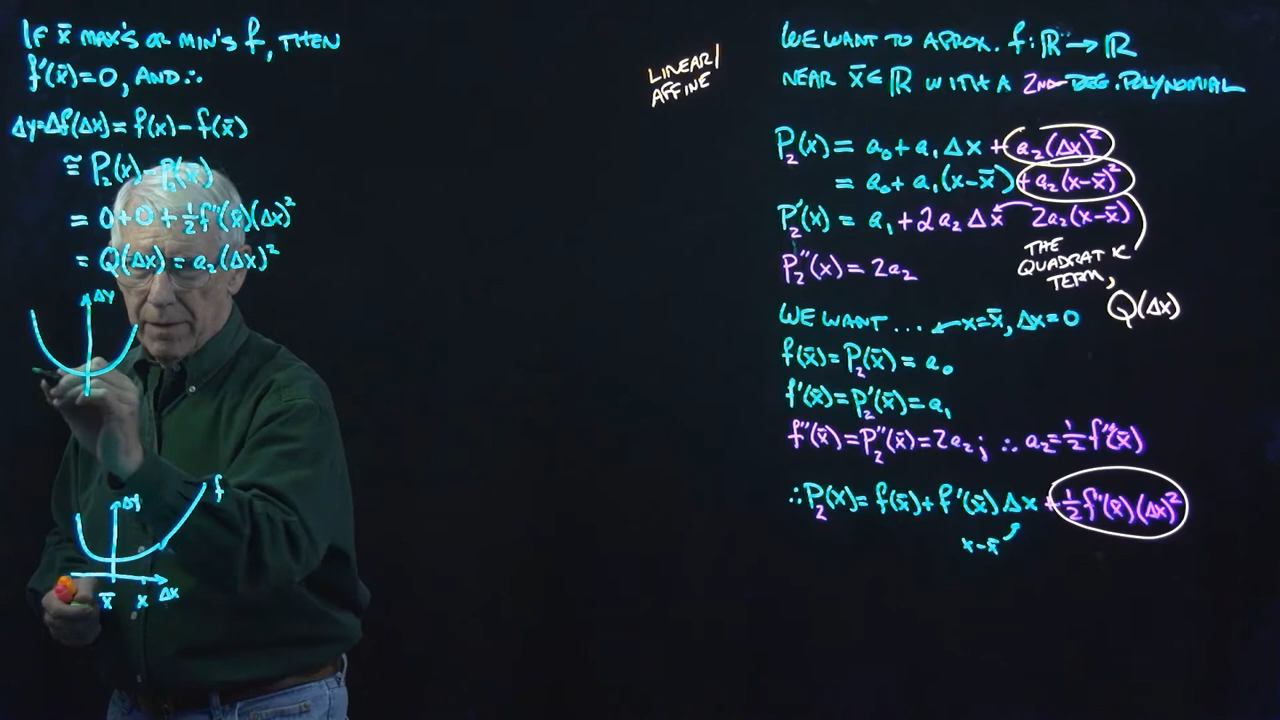 IF x̄ MAX'S OR MIN'S f, THEN
f'(x̄)=0, AND ∴
Δy=Δf(Δx)= f(x)-f(x̄)
≅ P₂(x)-P₂(x̄)
= 0+0+½f''(x̄)(Δx)²
= Q(Δx) = a₂(Δx)²
Δy
Δy
f
x̄ x Δx
LINEAR/
AFFINE
WE WANT TO APPROX. f: ℝ → ℝ
NEAR x̄ ∈ ℝ WITH A 2ND-DEG. POLYNOMIAL
P₂(x) = a₀+a₁Δx+a₂(Δx)²
= a₀+a₁(x-x̄)+a₂(x-x̄)²
P₂'(x) = a₁+2a₂Δx 2a₂(x-x̄)
THE
QUADRATIC
TERM,
Q(Δx)
P₂''(x) = 2a₂
WE WANT... x=x̄, Δx=0
f(x̄)=P₂(x̄)=a₀
f'(x̄)=P₂'(x̄)=a₁
f''(x̄)=P₂''(x̄)=2a₂; ∴ a₂=½f''(x̄)
∴P₂(x)=f(x̄)+f'(x̄)Δx+½f''(x̄)(Δx)²
x-x̄